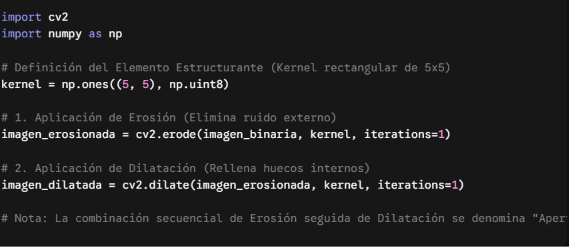 import cv2
import numpy as np
# Definición del Elemento Estructurante (Kernel rectangular de 5x5)
kernel = np.ones((5, 5), np.uint8)
# 1. Aplicación de Erosión (Elimina ruido externo)
imagen_erosionada = cv2.erode(imagen_binaria, kernel, iterations=1)
# 2. Aplicación de Dilatación (Rellena huecos internos)
imagen_dilatada = cv2.dilate(imagen_erosionada, kernel, iterations=1)
# Nota: La combinación secuencial de Erosión seguida de Dilatación se denomina "Aper